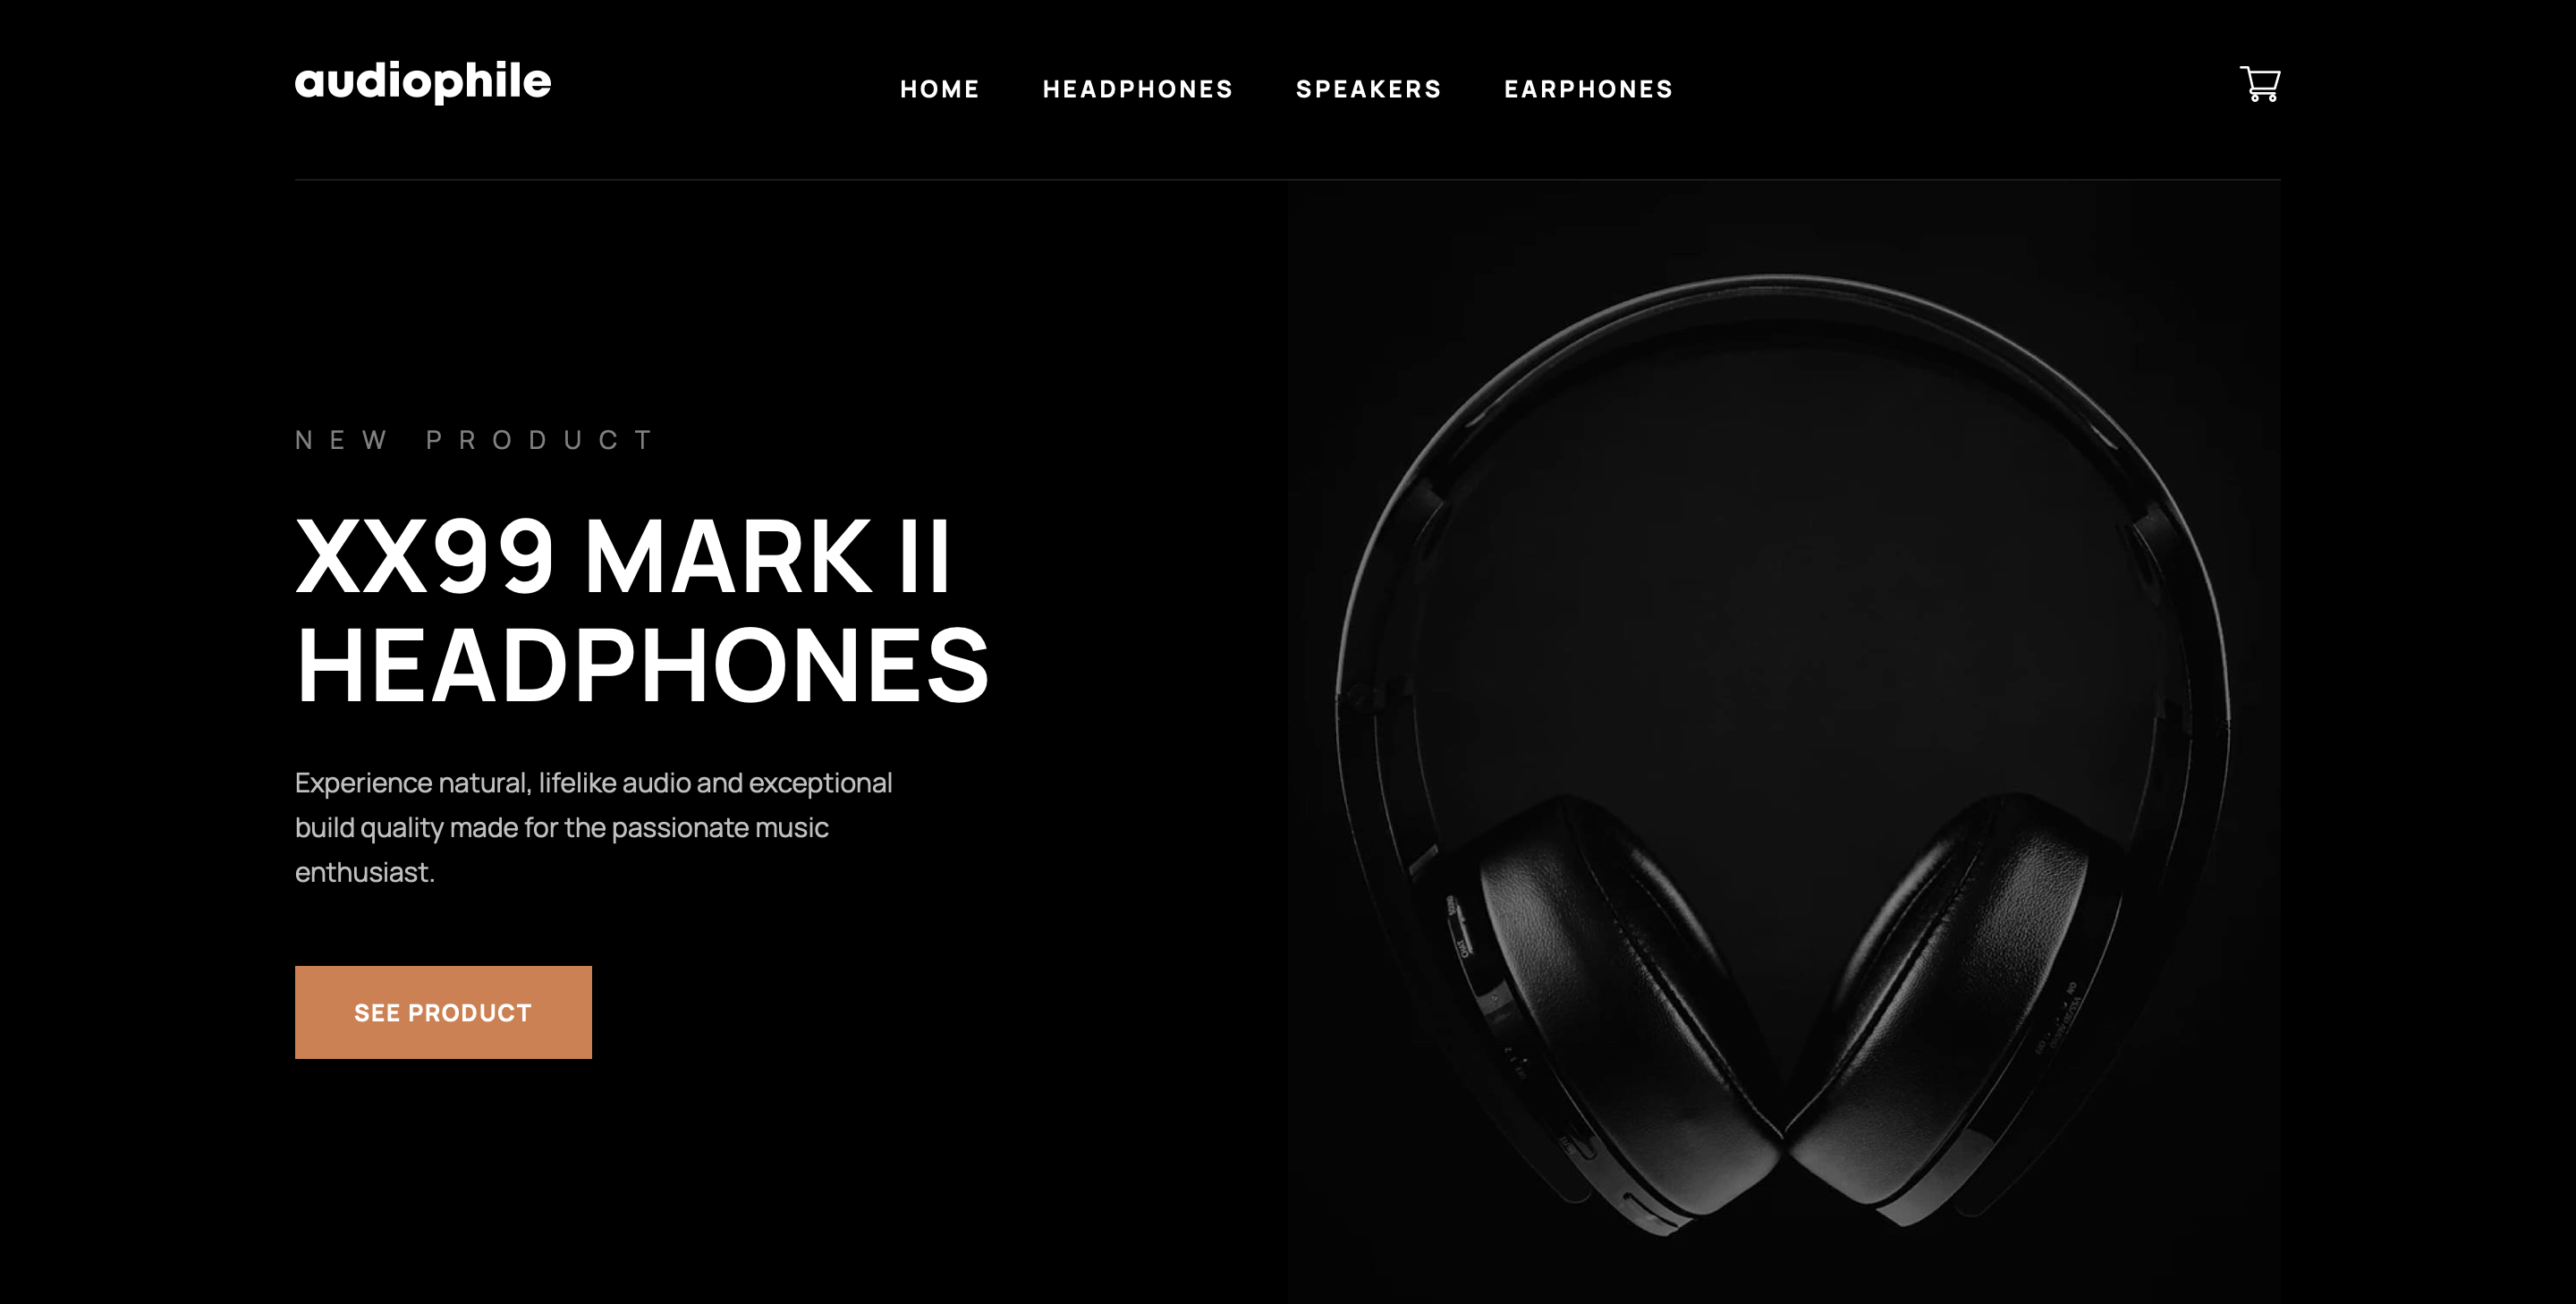 audiophile
HOME HEADPHONES SPEAKERS EARPHONES
NEW PRODUCT
XX99 MARK II
HEADPHONES
Experience natural, lifelike audio and exceptional
build quality made for the passionate music
enthusiast.
SEE PRODUCT